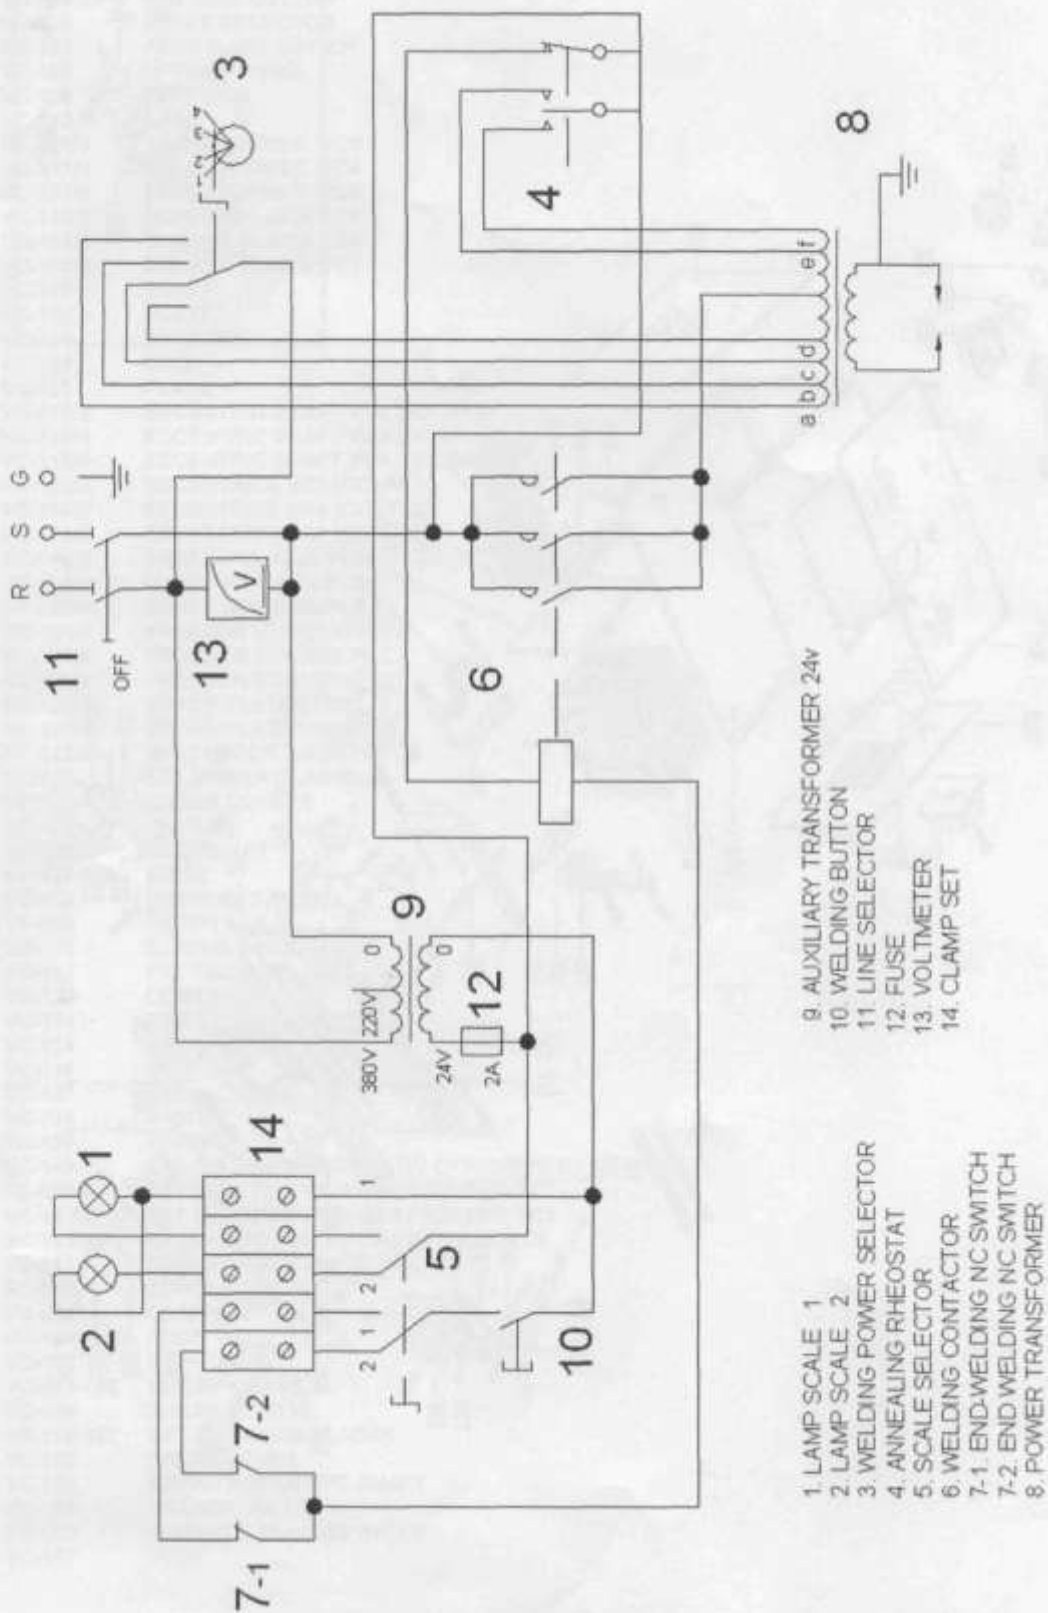 R S G
11
OFF
13
3
4
6
8
a b c d e f
V
9
380V 220V 0
24V 0
12
2A
1
2
14
1
2
5
1
2
10
7-2
7-1
1. LAMP SCALE 1
2. LAMP SCALE 2
3. WELDING POWER SELECTOR
4. ANNEALING RHEOSTAT
5. SCALE SELECTOR
6. WELDING CONTACTOR
7-1. END-WELDING NC SWITCH
7-2. END WELDING NC SWITCH
8 POWER TRANSFORMER
9. AUXILIARY TRANSFORMER 24v
10. WELDING BUTTON
11 LINE SELECTOR
12. FUSE
13. VOLTMETER
14. CLAMP SET